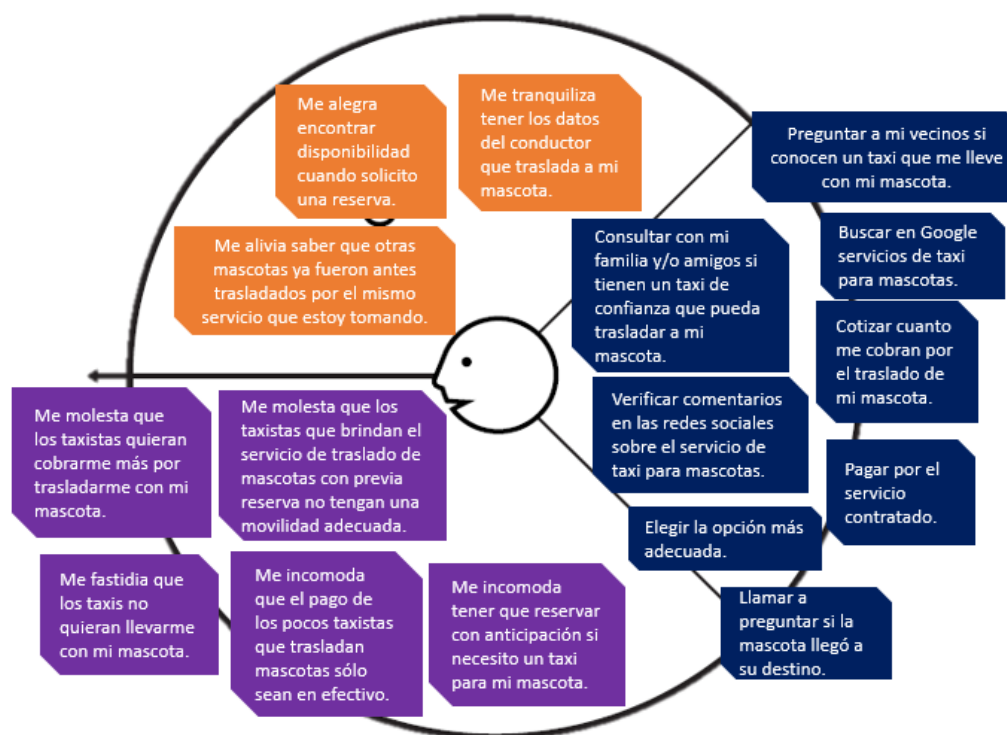 Me alegra
encontrar
disponibilidad
cuando solicito
una reserva.
Me tranquiliza
tener los datos
del conductor
que traslada a mi
mascota.
Me alivia saber que otras
mascotas ya fueron antes
trasladados por el mismo
servicio que estoy tomando.
Preguntar a mi vecinos si
conocen un taxi que me lleve
con mi mascota.
Consultar con mi
familia y/o amigos si
tienen un taxi de
confianza que pueda
trasladar a mi
mascota.
Buscar en Google
servicios de taxi
para mascotas.
Cotizar cuanto
me cobran por
el traslado de
mi mascota.
Verificar comentarios
en las redes sociales
sobre el servicio de
taxi para mascotas.
Pagar por el
servicio
contratado.
Elegir la opción más
adecuada.
Llamar a
preguntar si la
mascota llegó a
su destino.
Me molesta que
los taxistas quieran
cobrarme más por
trasladarme con mi
mascota.
Me molesta que los
taxistas que brindan el
servicio de traslado de
mascotas con previa
reserva no tengan una
movilidad adecuada.
Me fastidia que
los taxis no
quieran llevarme
con mi mascota.
Me incomoda
que el pago de
los pocos taxistas
que trasladan
mascotas sólo
sean en efectivo.
Me incomoda
tener que reservar
con anticipación si
necesito un taxi
para mi mascota.